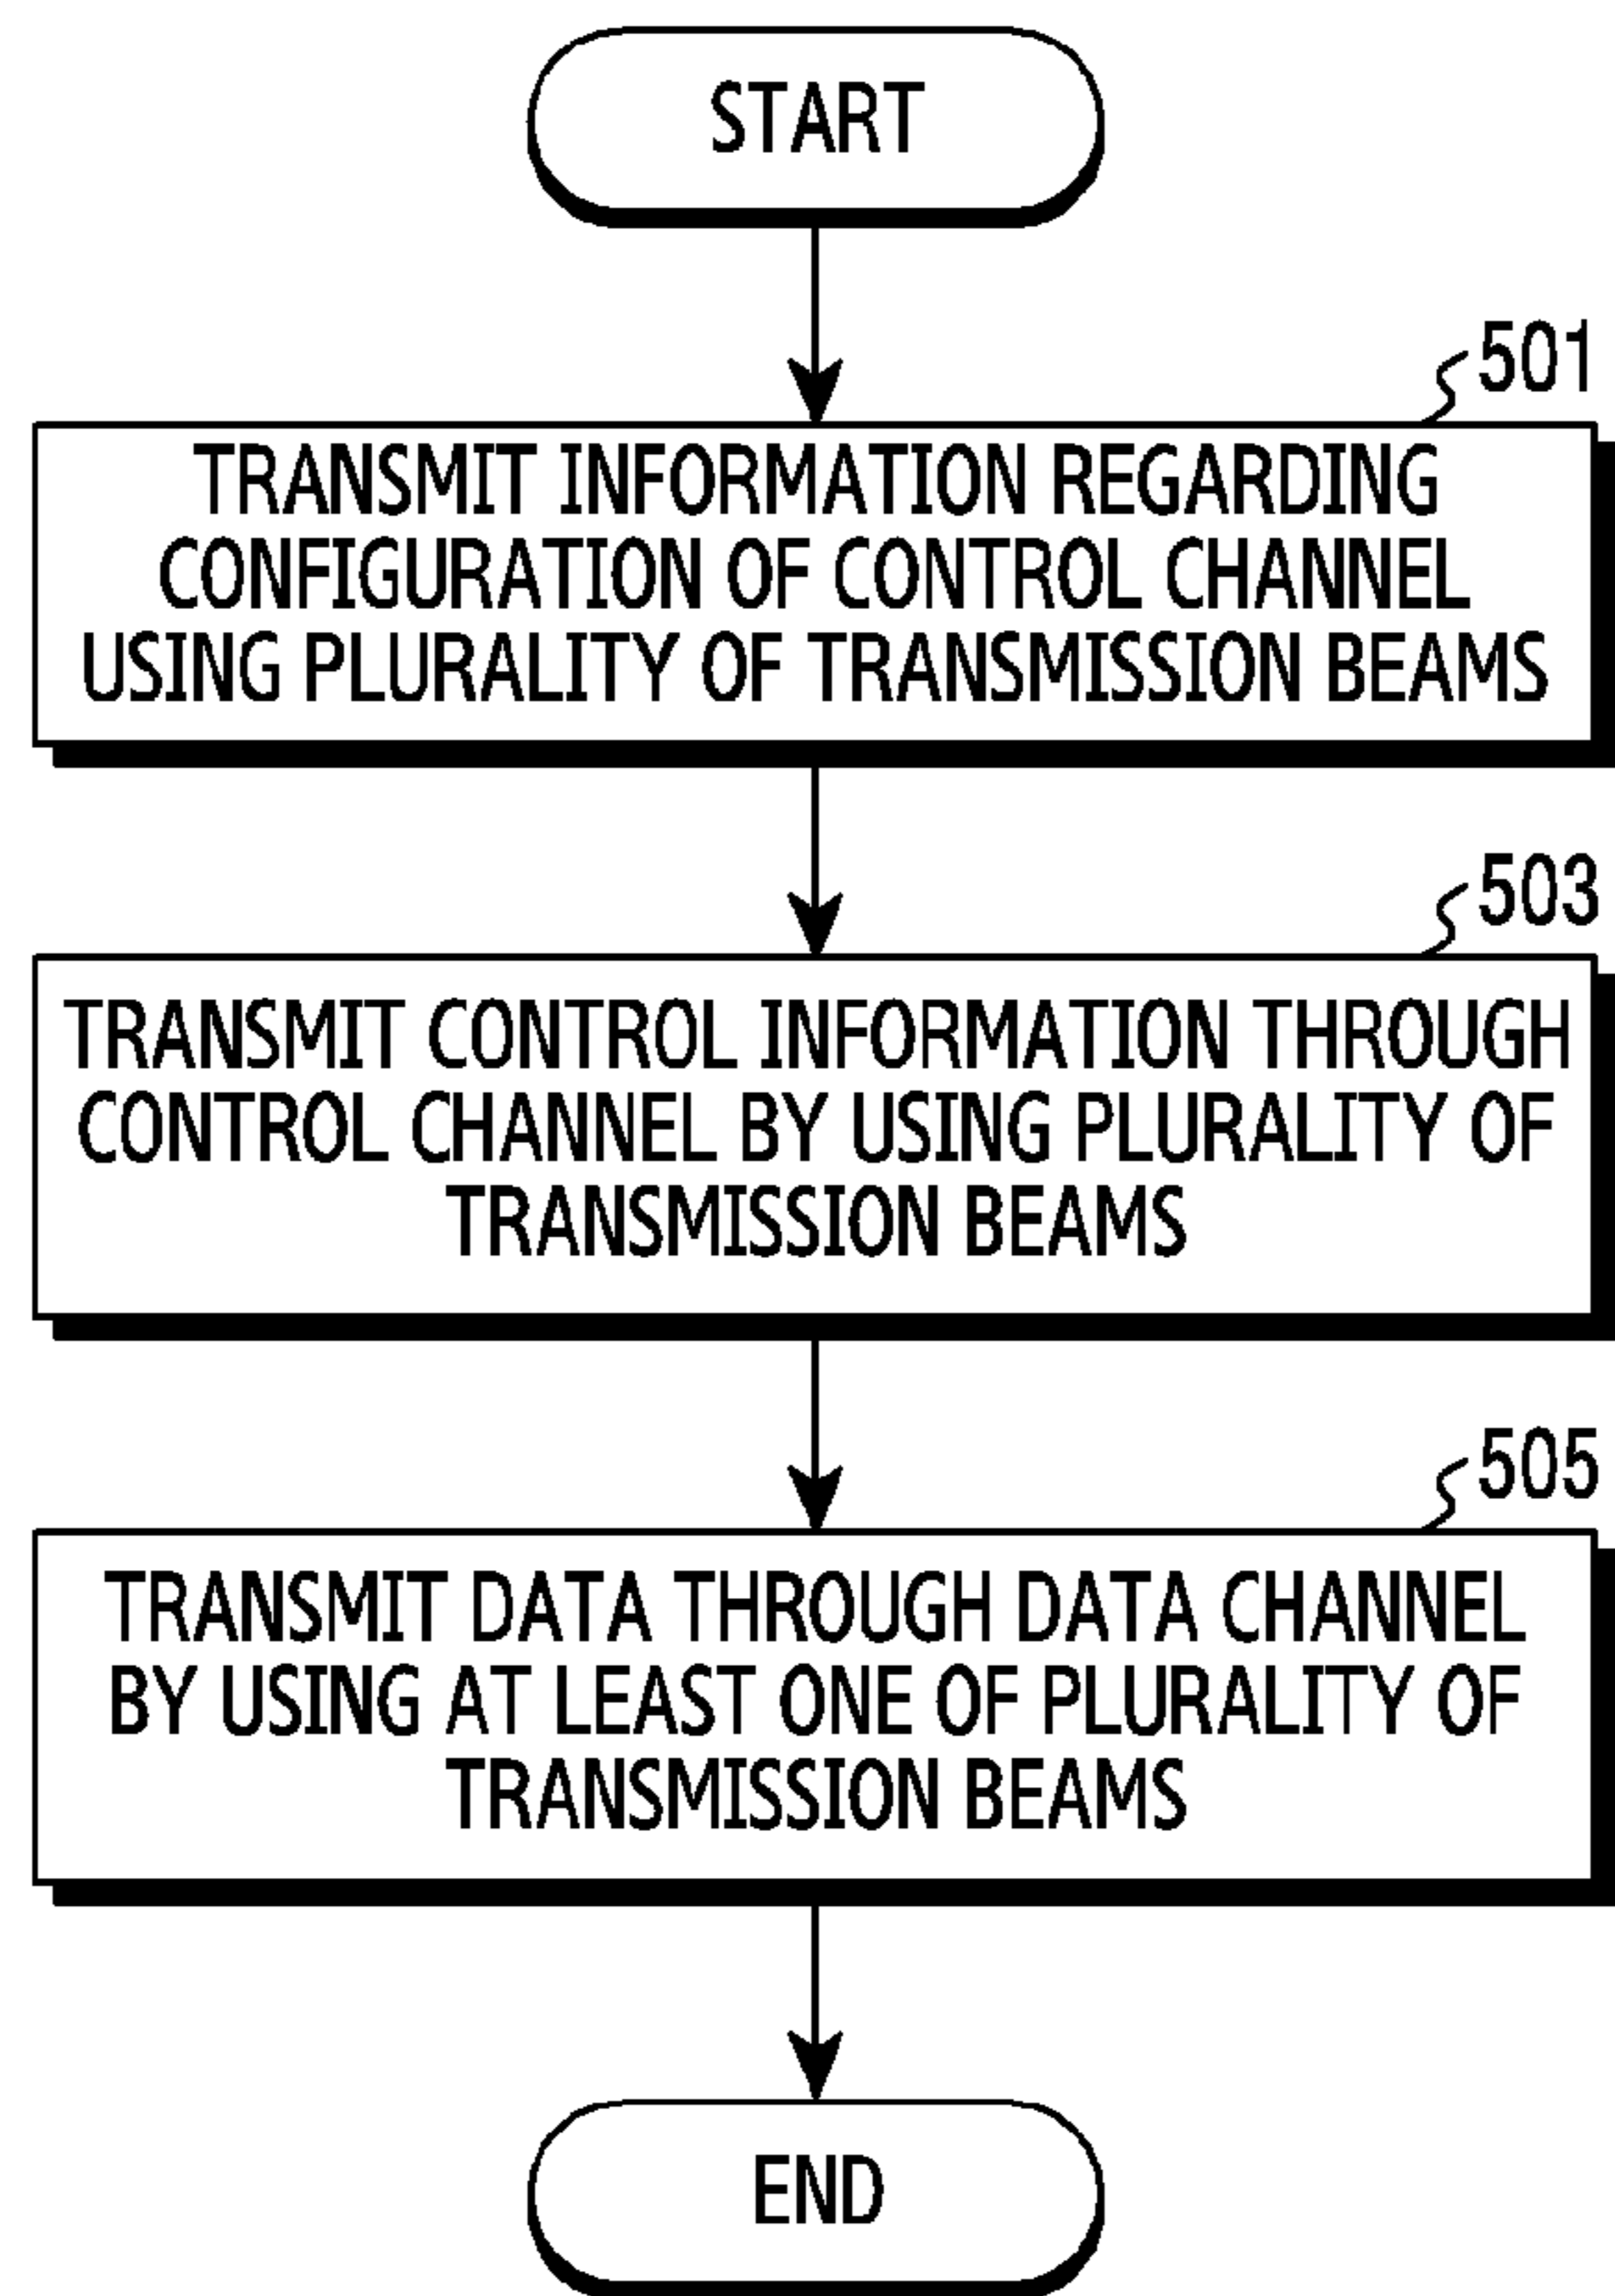 START
501
TRANSMIT INFORMATION REGARDING
CONFIGURATION OF CONTROL CHANNEL
USING PLURALITY OF TRANSMISSION BEAMS
503
TRANSMIT CONTROL INFORMATION THROUGH
CONTROL CHANNEL BY USING PLURALITY OF
TRANSMISSION BEAMS
505
TRANSMIT DATA THROUGH DATA CHANNEL
BY USING AT LEAST ONE OF PLURALITY OF
TRANSMISSION BEAMS
END